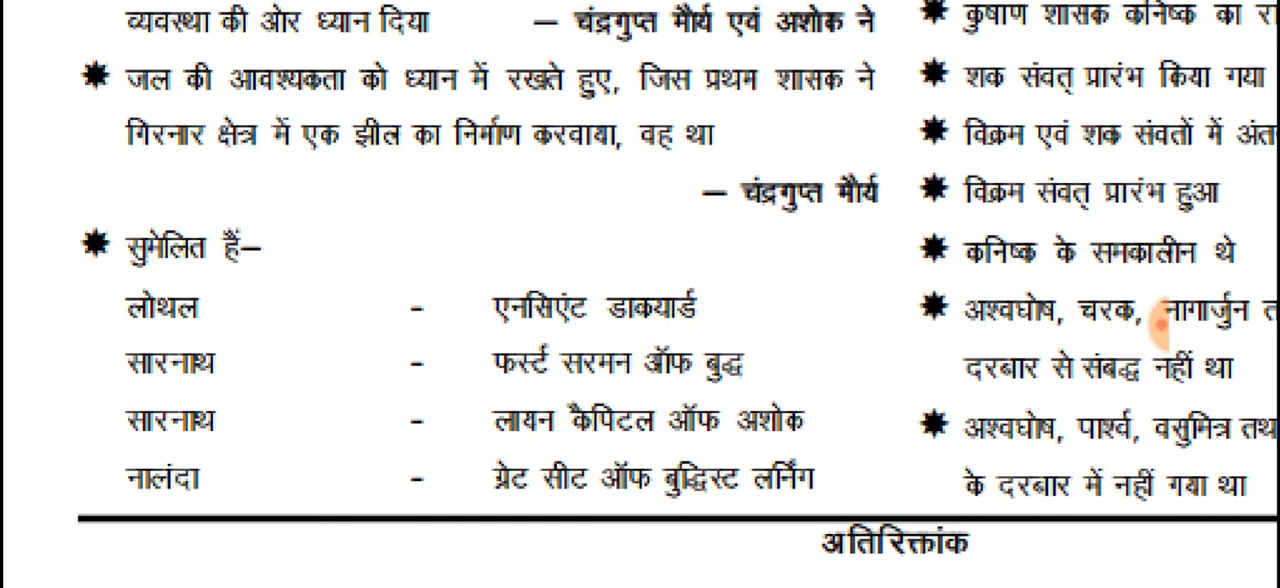 व्यवस्था की ओर ध्यान दिया — चंद्रगुप्त मौर्य एवं अशोक ने
✷ जल की आवश्यकता को ध्यान में रखते हुए, जिस प्रथम शासक ने
गिरनार क्षेत्र में एक झील का निर्माण करवाया, वह था
— चंद्रगुप्त मौर्य
✷ सुमेलित हैं–
लोथल - एनसिएंट डाकयार्ड
सारनाथ - फर्स्ट सरमन ऑफ बुद्ध
सारनाथ - लायन कैपिटल ऑफ अशोक
नालंदा - ग्रेट सीट ऑफ बुद्धिस्ट लर्निंग
✷ कुषाण शासक कनिष्क का
✷ शक संवत् प्रारंभ किया गया
✷ विक्रम एवं शक संवतों में
✷ विक्रम संवत् प्रारंभ हुआ
✷ कनिष्क के समकालीन थे
✷ अश्वघोष, चरक, नागार्जुन
दरबार से संबद्ध नहीं था
✷ अश्वघोष, पार्श्व, वसुमित्र तथ
के दरबार में नहीं गया था
अतिरिक्तांक